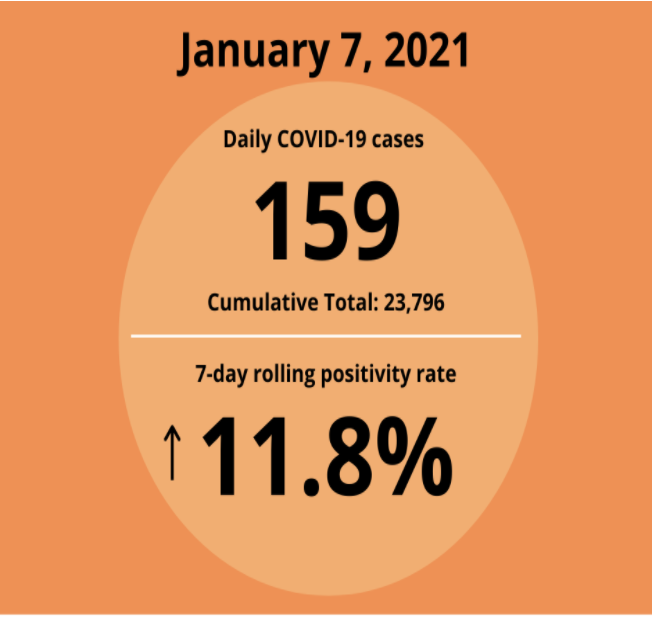 January 7, 2021
Daily COVID-19 cases
159
Cumulative Total: 23,796
7-day rolling positivity rate
↑ 11.8%